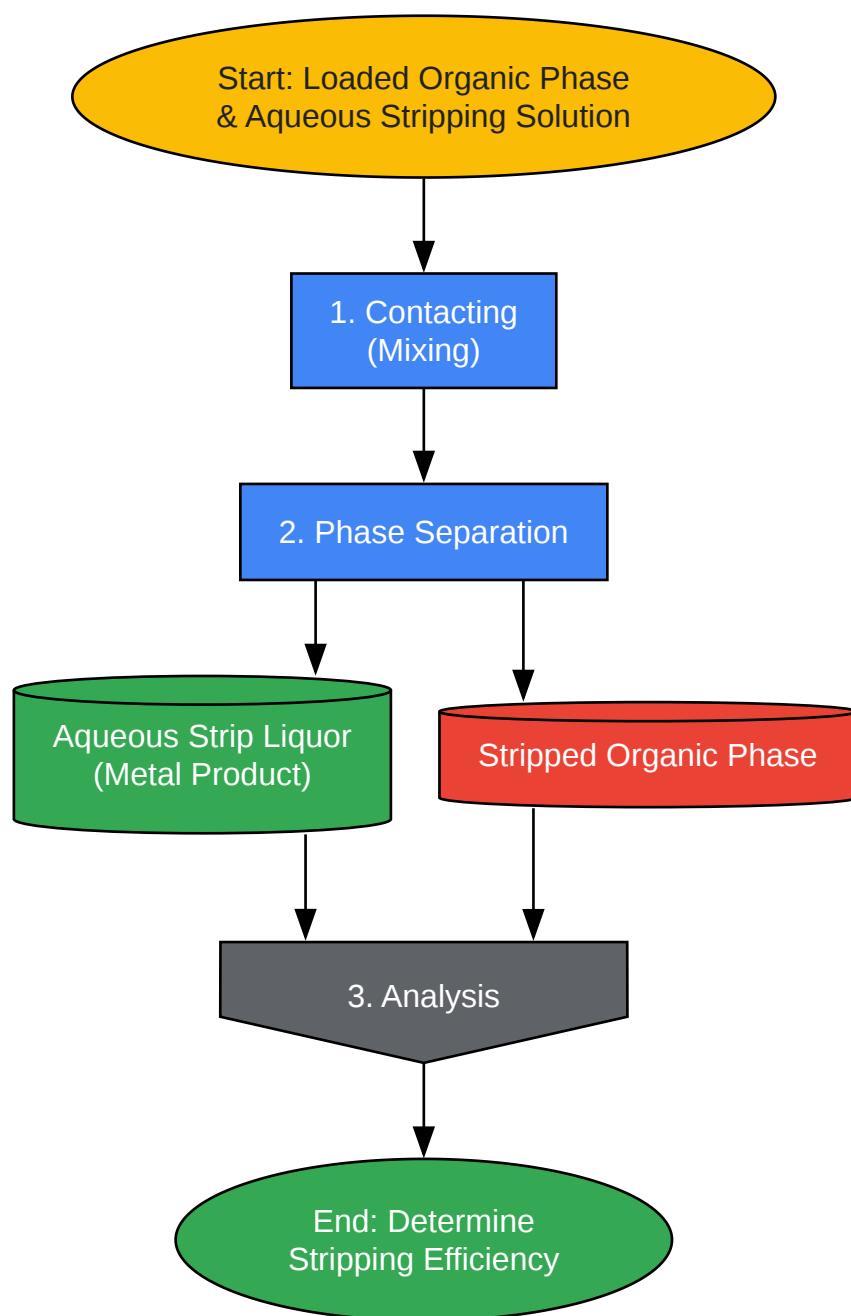 Start: Loaded Organic Phase
& Aqueous Stripping Solution
1. Contacting
(Mixing)
2. Phase Separation
Aqueous Strip Liquor
(Metal Product)
Stripped Organic Phase
3. Analysis
End: Determine
Stripping Efficiency